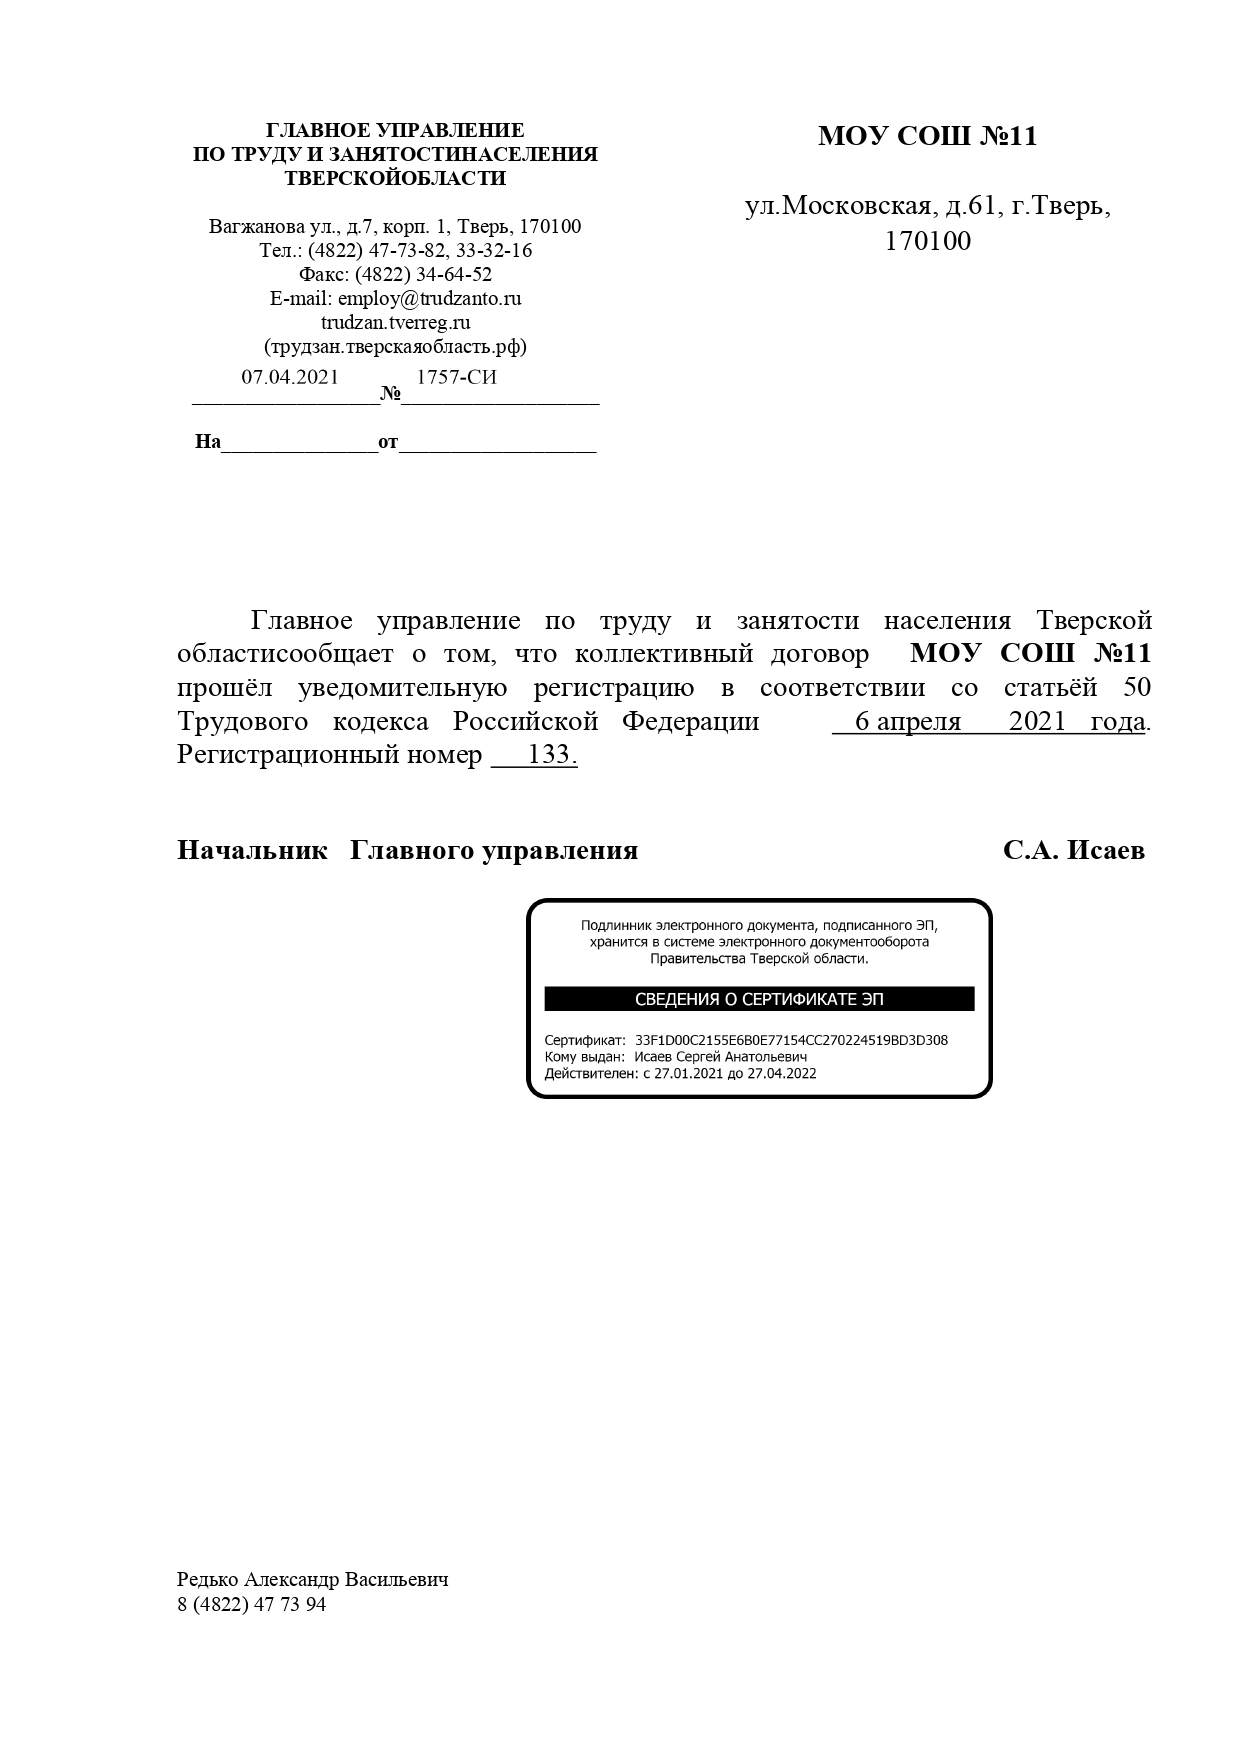 ГЛАВНОЕ УПРАВЛЕНИЕ
ПО ТРУДУ И ЗАНЯТОСТИНАСЕЛЕНИЯ
ТВЕРСКОЙОБЛАСТИ
Вагжанова ул., д.7, корп. 1, Тверь, 170100
Тел.: (4822) 47-73-82, 33-32-16
Факс: (4822) 34-64-52
E-mail: employ@trudzanto.ru
trudzan.tverreg.ru
(трудзан.тверскаяобласть.рф)
07.04.2021 № 1757-СИ
На_______________от___________________
МОУ СОШ №11
ул.Московская, д.61, г.Тверь,
170100
Главное управление по труду и занятости населения Тверской
областисообщает о том, что коллективный договор МОУ СОШ №11
прошёл уведомительную регистрацию в соответствии со статьёй 50
Трудового кодекса Российской Федерации 6 апреля 2021 года.
Регистрационный номер 133.
Начальник Главного управления С.А. Исаев
Подлинник электронного документа, подписанного ЭП,
хранится в системе электронного документооборота
Правительства Тверской области.
СВЕДЕНИЯ О СЕРТИФИКАТЕ ЭП
Сертификат: 33F1D00C2155E6B0E77154CC270224519BD3D308
Кому выдан: Исаев Сергей Анатольевич
Действителен: с 27.01.2021 до 27.04.2022
Редько Александр Васильевич
8 (4822) 47 73 94